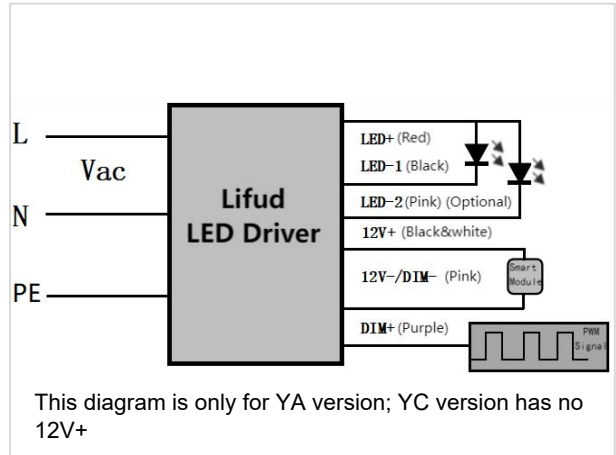 L
Vac
N
PE
Lifud
LED Driver
LED+ (Red)
LED-1 (Black)
LED-2 (Pink) (Optional)
12V+ (Black&white)
12V-/DIM- (Pink)
DIM+ (Purple)
Smart
Module
PWM
Signal
This diagram is only for YA version; YC version has no
12V+